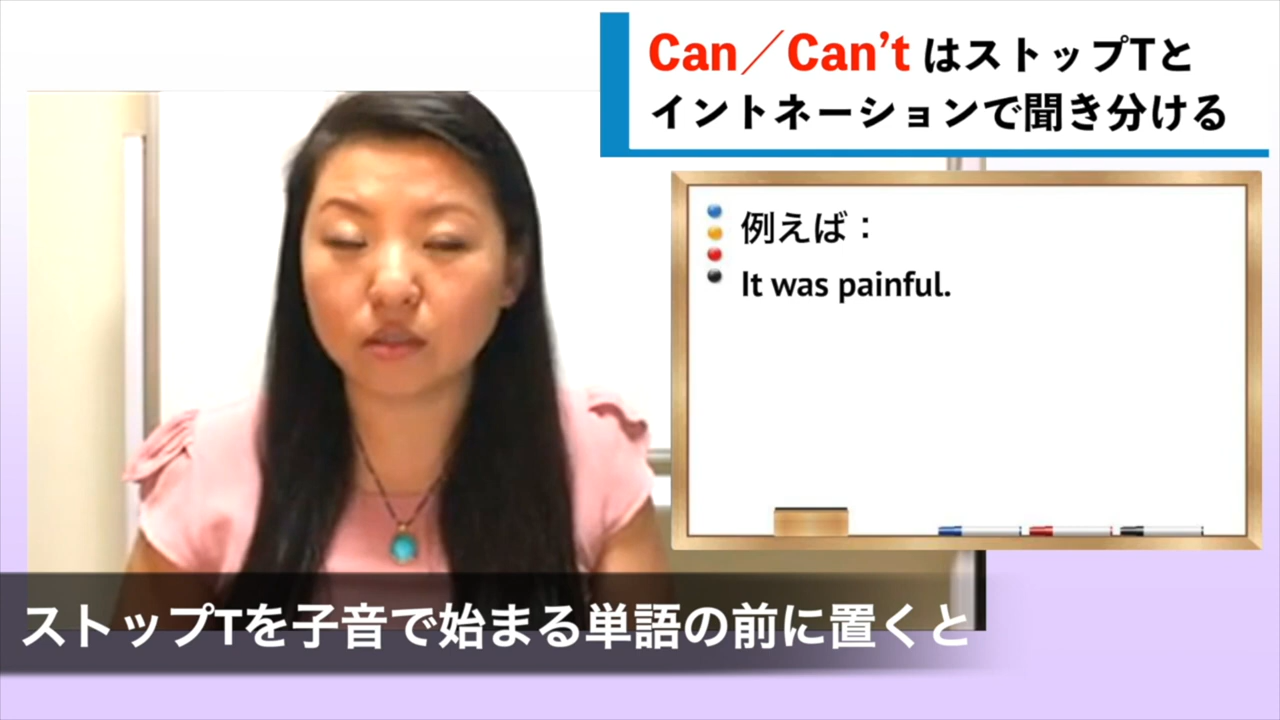 Can／Can’t はストップTと
イントネーションで聞き分ける
例えば：
It was painful.
ストップTを子音で始まる単語の前に置くと